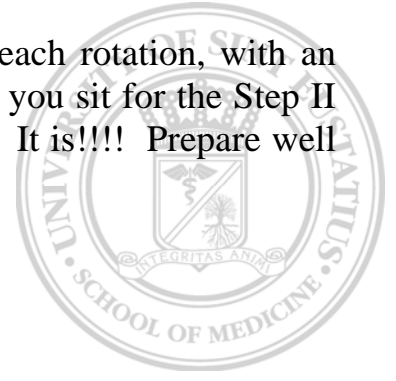 each rotation, with an
you sit for the Step II
It is!!!! Prepare well
UNIVERSITY OF SINT EUSTATIUS
INTEGRITAS ANIMI
• SCHOOL OF MEDICINE •